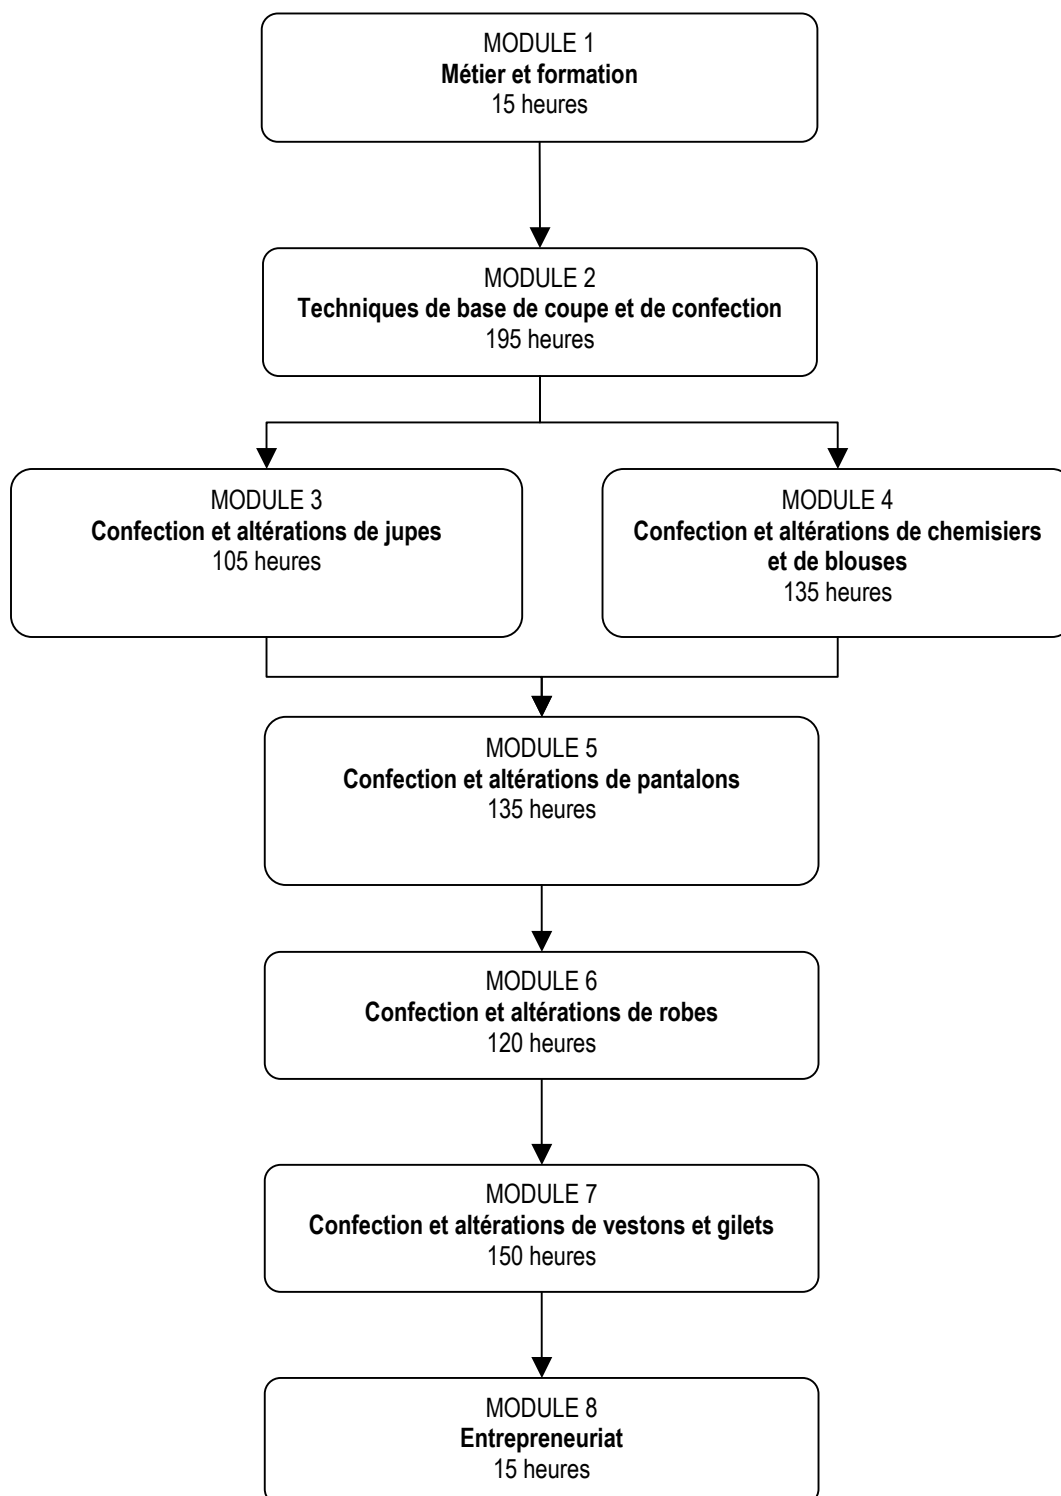 MODULE 1
Métier et formation
15 heures
MODULE 2
Techniques de base de coupe et de confection
195 heures
MODULE 3
Confection et altérations de jupes
105 heures
MODULE 4
Confection et altérations de chemisiers
et de blouses
135 heures
MODULE 5
Confection et altérations de pantalons
135 heures
MODULE 6
Confection et altérations de robes
120 heures
MODULE 7
Confection et altérations de vestons et gilets
150 heures
MODULE 8
Entrepreneuriat
15 heures